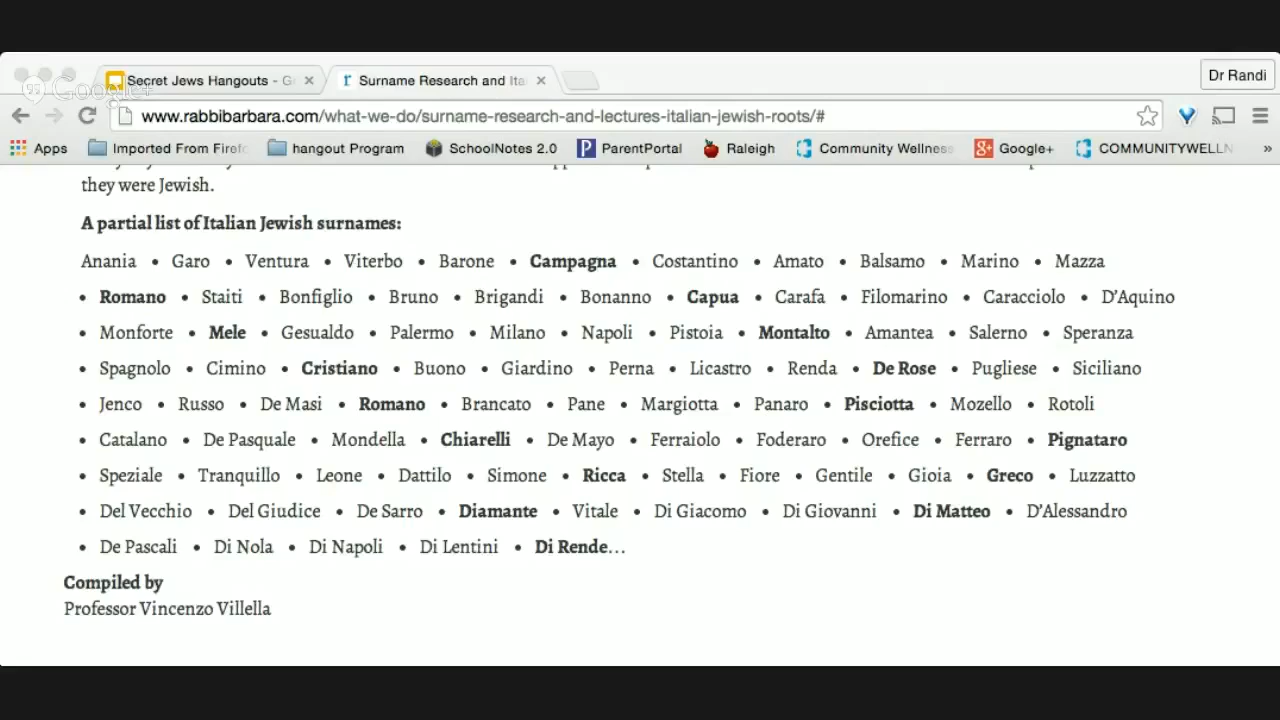 Secret Jews Hangouts - G
Surname Research and Ita
Dr Randi
Google+
www.rabbibarbara.com/what-we-do/surname-research-and-lectures-italian-jewish-roots/#
Apps Imported From Firefo hangout Program SchoolNotes 2.0 ParentPortal Raleigh Community Wellness Google+ COMMUNITYWELLN »
they were Jewish.
A partial list of Italian Jewish surnames:
Anania • Garo • Ventura • Viterbo • Barone • Campagna • Costantino • Amato • Balsamo • Marino • Mazza
• Romano • Staiti • Bonfiglio • Bruno • Brigandi • Bonanno • Capua • Carafa • Filomarino • Caracciolo • D'Aquino
• Monforte • Mele • Gesualdo • Palermo • Milano • Napoli • Pistoia • Montalto • Amantea • Salerno • Speranza
• Spagnolo • Cimino • Cristiano • Buono • Giardino • Perna • Licastro • Renda • De Rose • Pugliese • Siciliano
• Jenco • Russo • De Masi • Romano • Brancato • Pane • Margiotta • Panaro • Pisciotta • Mozello • Rotoli
• Catalano • De Pasquale • Mondella • Chiarelli • De Mayo • Ferraiolo • Foderaro • Orefice • Ferraro • Pignataro
• Speziale • Tranquillo • Leone • Dattilo • Simone • Ricca • Stella • Fiore • Gentile • Gioia • Greco • Luzzatto
• Del Vecchio • Del Giudice • De Sarro • Diamante • Vitale • Di Giacomo • Di Giovanni • Di Matteo • D'Alessandro
• De Pascali • Di Nola • Di Napoli • Di Lentini • Di Rende…
Compiled by
Professor Vincenzo Villella